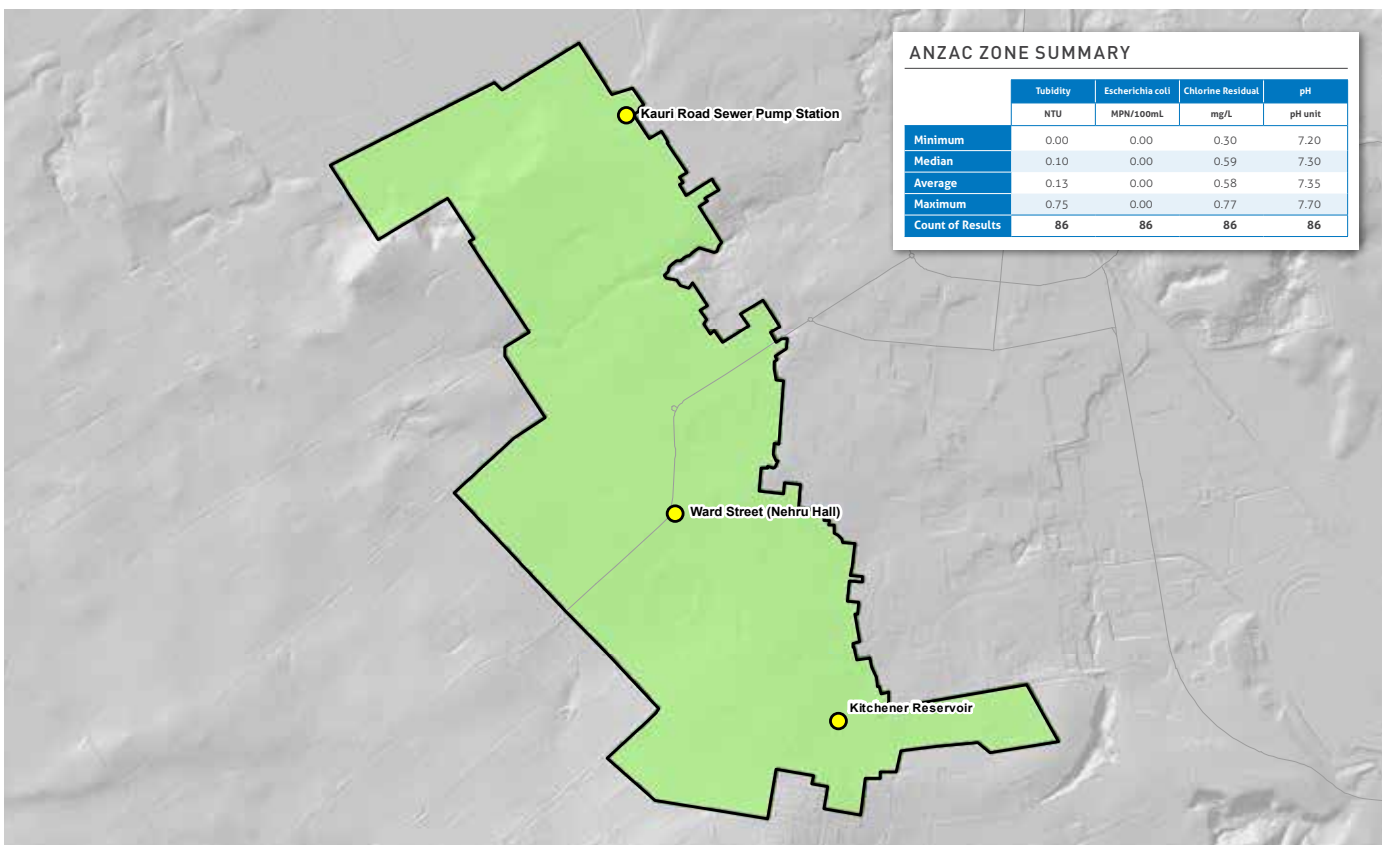 ANZAC ZONE SUMMARY
Tubidity Escherichia coli Chlorine Residual pH
NTU MPN/100mL mg/L pH unit
Minimum 0.00 0.00 0.30 7.20
Median 0.10 0.00 0.59 7.30
Average 0.13 0.00 0.58 7.35
Maximum 0.75 0.00 0.77 7.70
Count of Results 86 86 86 86
Kauri Road Sewer Pump Station
Ward Street (Nehru Hall)
Kitchener Reservoir